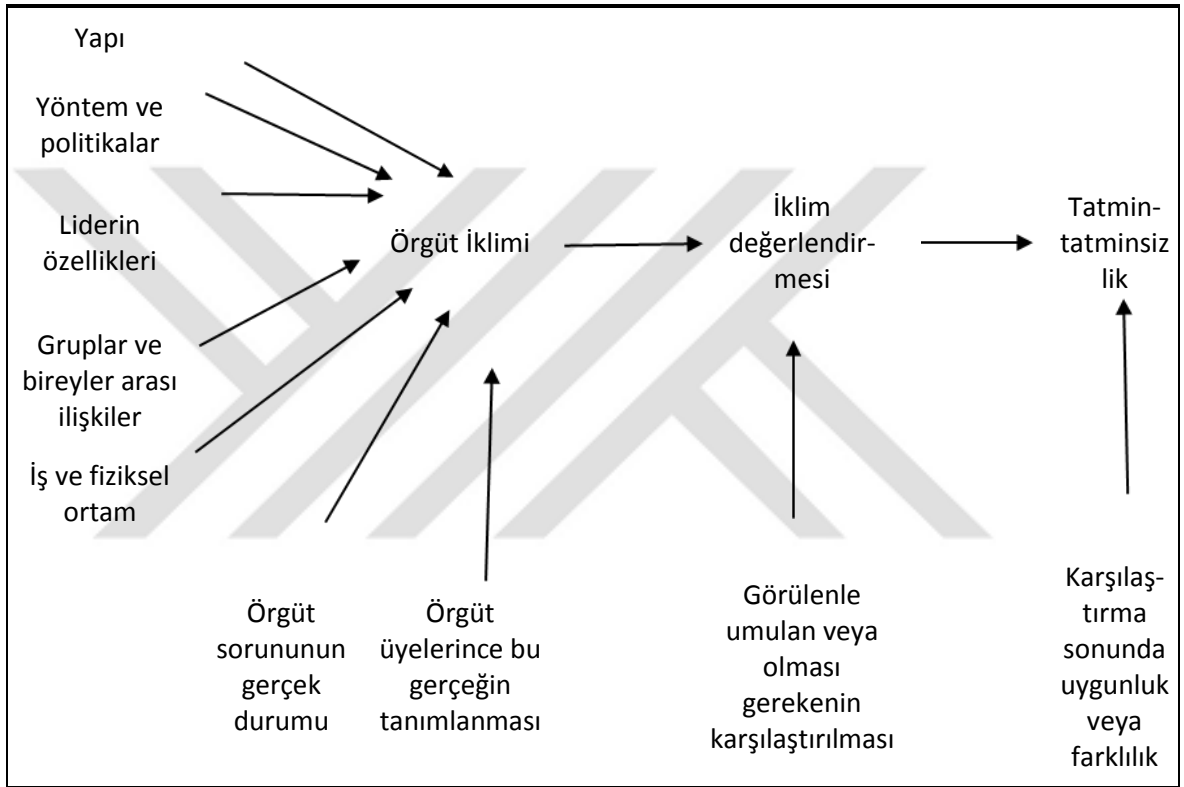 Yapı
Yöntem ve
politikalar
Liderin
özellikleri
Gruplar ve
bireyler arası
ilişkiler
İş ve fiziksel
ortam
Örgüt İklimi
İklim
değerlendir-
mesi
Tatmin-
tatminsiz
lik
Örgüt
sorununun
gerçek
durumu
Örgüt
üyelerince bu
gerçeğin
tanımlanması
Görülenle
umulan veya
olması
gerekenin
karşılaştırılması
Karşılaş-
tırma
sonunda
uygunluk
veya
farklılık